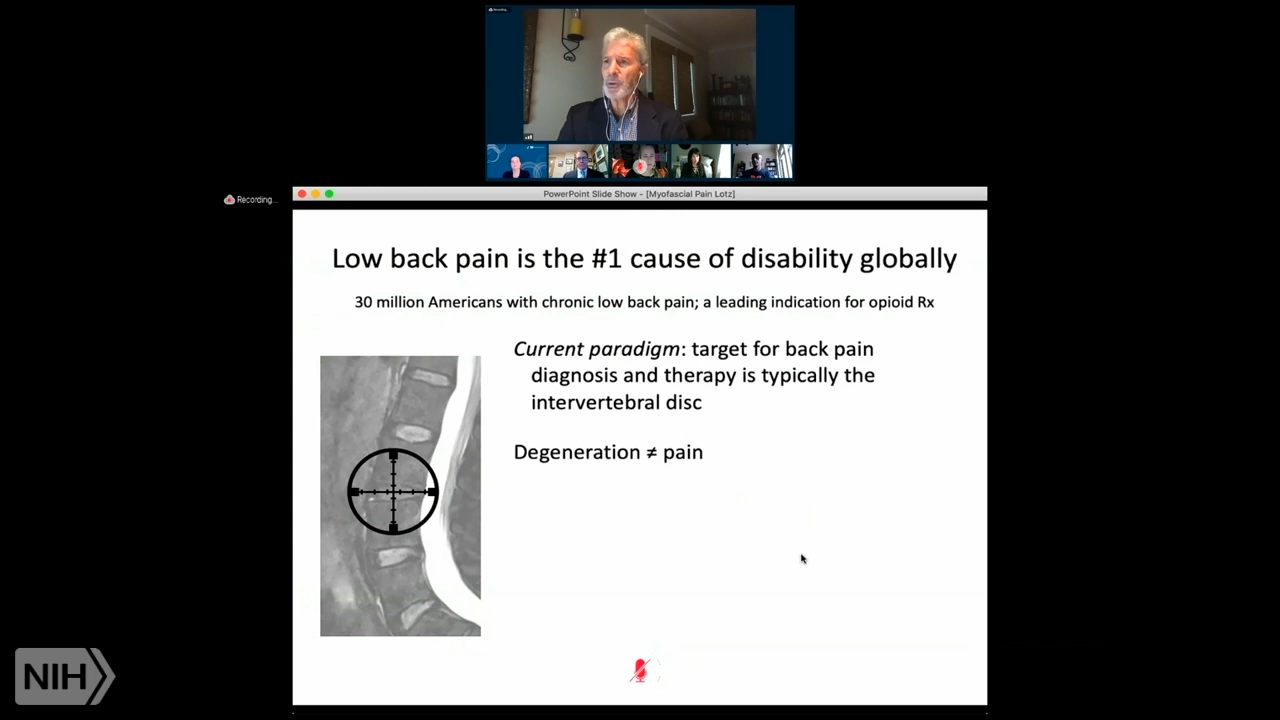 Recording...
Recording...
PowerPoint Slide Show - [Myofascial Pain Lotz]
Low back pain is the #1 cause of disability globally
30 million Americans with chronic low back pain; a leading indication for opioid Rx
Current paradigm: target for back pain
diagnosis and therapy is typically the
intervertebral disc
Degeneration ≠ pain
NIH